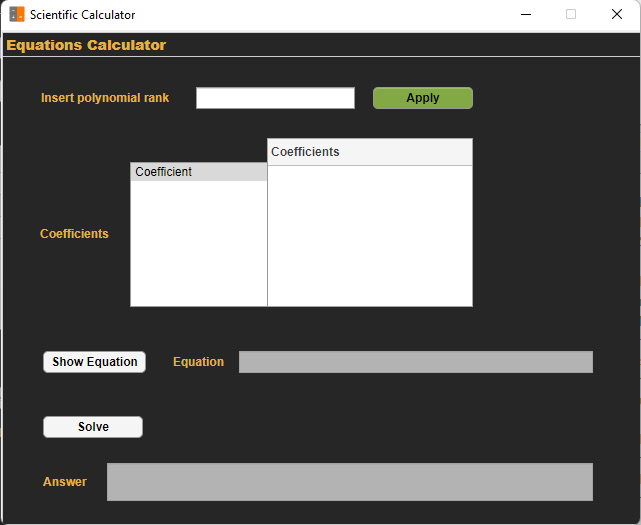 Scientific Calculator
Equations Calculator
Insert polynomial rank
Apply
Coefficients
Coefficient
Coefficients
Show Equation
Equation
Solve
Answer